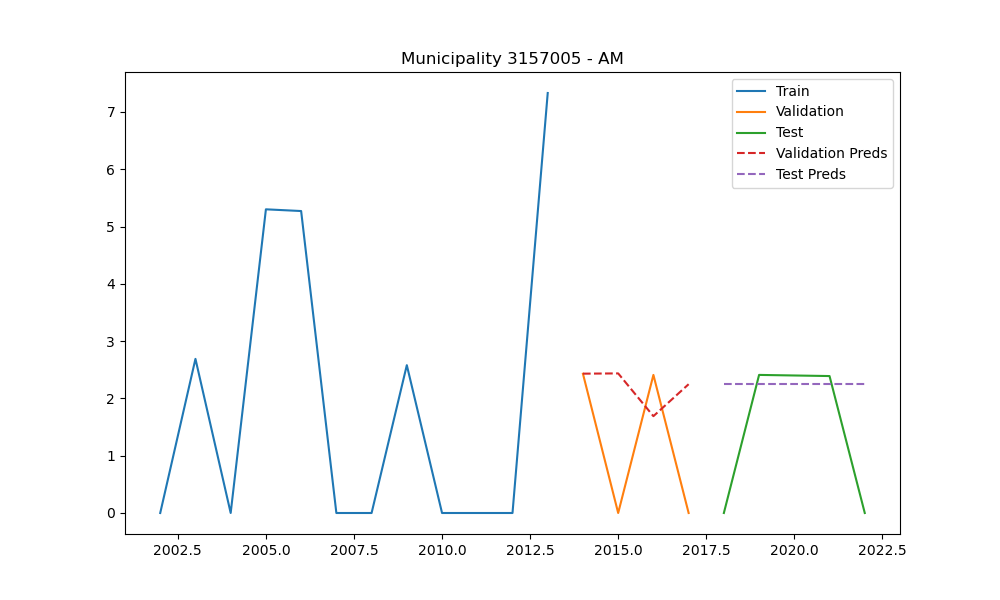 Municipality 3157005 - AM
Train
Validation
Test
Validation Preds
Test Preds
7
6
5
4
3
2
1
0
2002.5 2005.0 2007.5 2010.0 2012.5 2015.0 2017.5 2020.0 2022.5